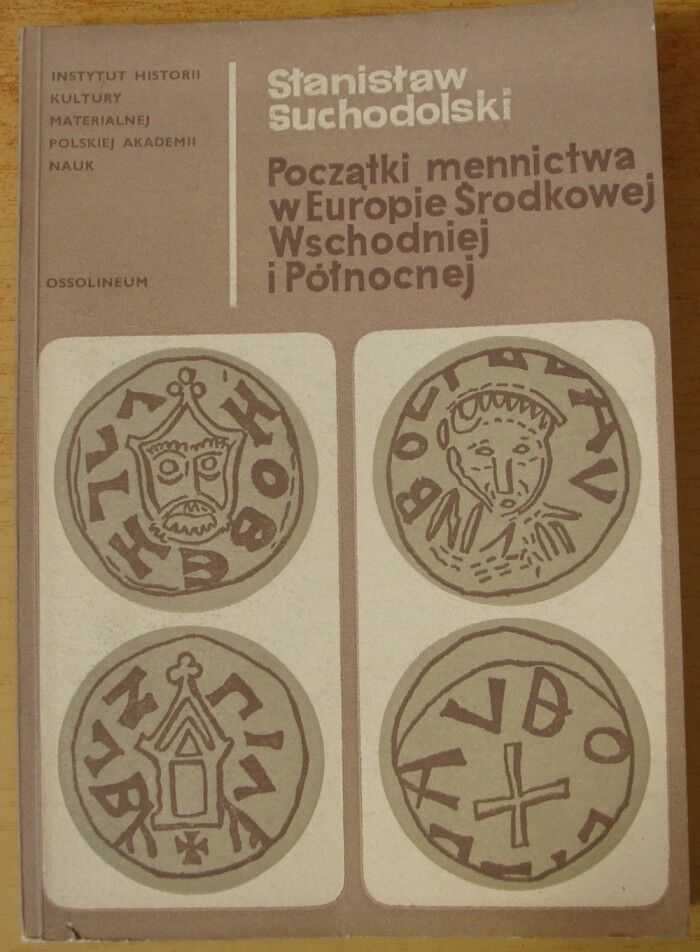 INSTYTUT HISTORII
KULTURY
MATERIALNEJ
POLSKIEJ AKADEMII
NAUK
OSSOLINEUM
Stanisław
Suchodolski
Początki mennictwa
w Europie Środkowej
Wschodniej
i Północnej